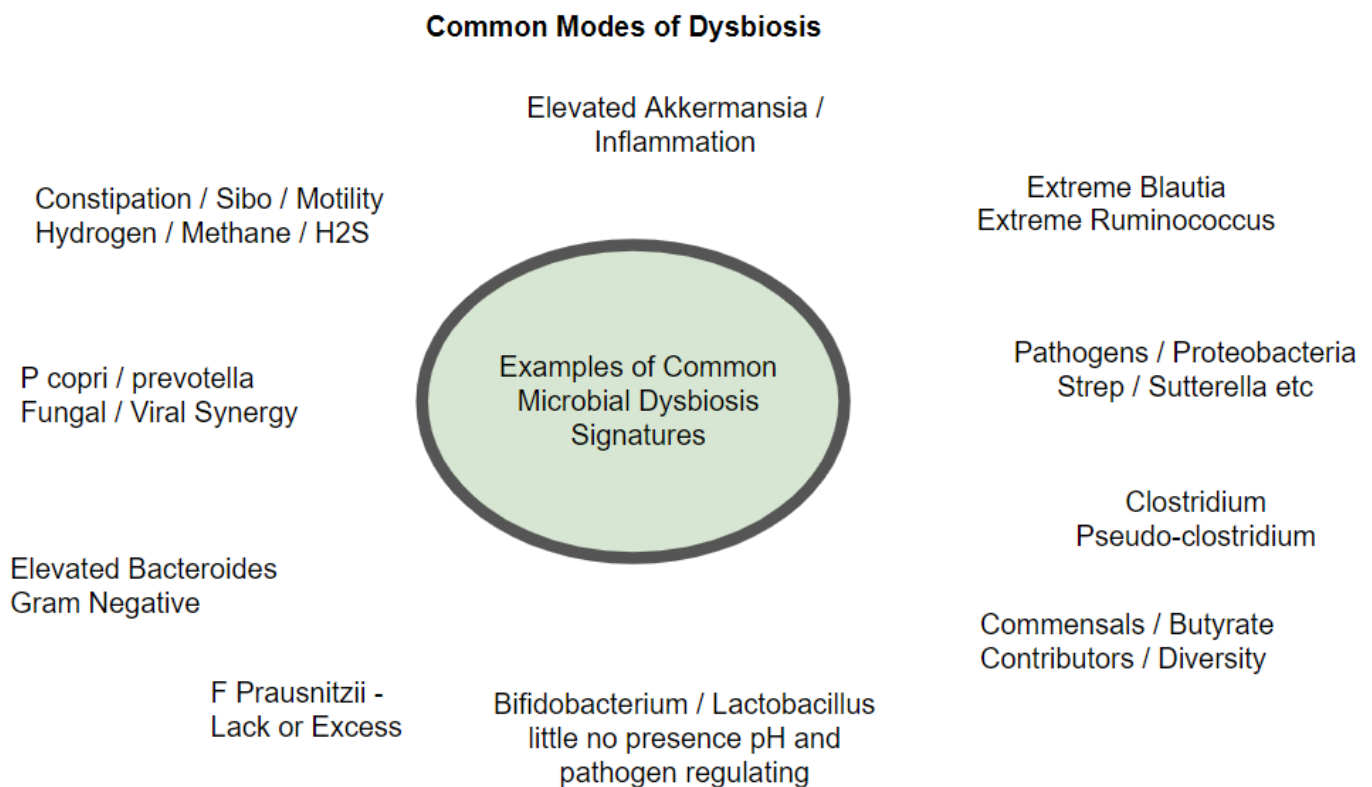 Common Modes of Dysbiosis
Elevated Akkermansia /
Inflammation
Constipation / Sibo / Motility
Hydrogen / Methane / H2S
Extreme Blautia
Extreme Ruminococcus
P copri / prevotella
Fungal / Viral Synergy
Examples of Common
Microbial Dysbiosis
Signatures
Pathogens / Proteobacteria
Strep / Sutterella etc
Clostridium
Pseudo-clostridium
Elevated Bacteroides
Gram Negative
Commensals / Butyrate
Contributors / Diversity
F Prausnitzii -
Lack or Excess
Bifidobacterium / Lactobacillus
little no presence pH and
pathogen regulating